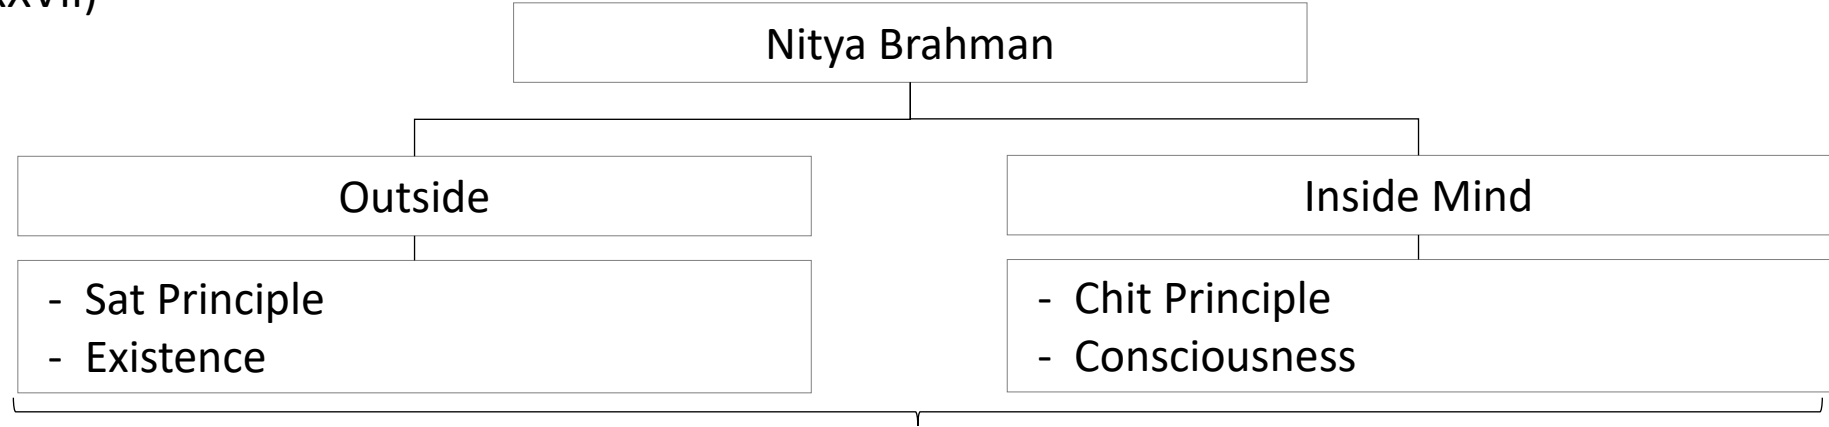 Nitya Brahman
Outside
Inside Mind
- Sat Principle
- Existence
- Chit Principle
- Consciousness